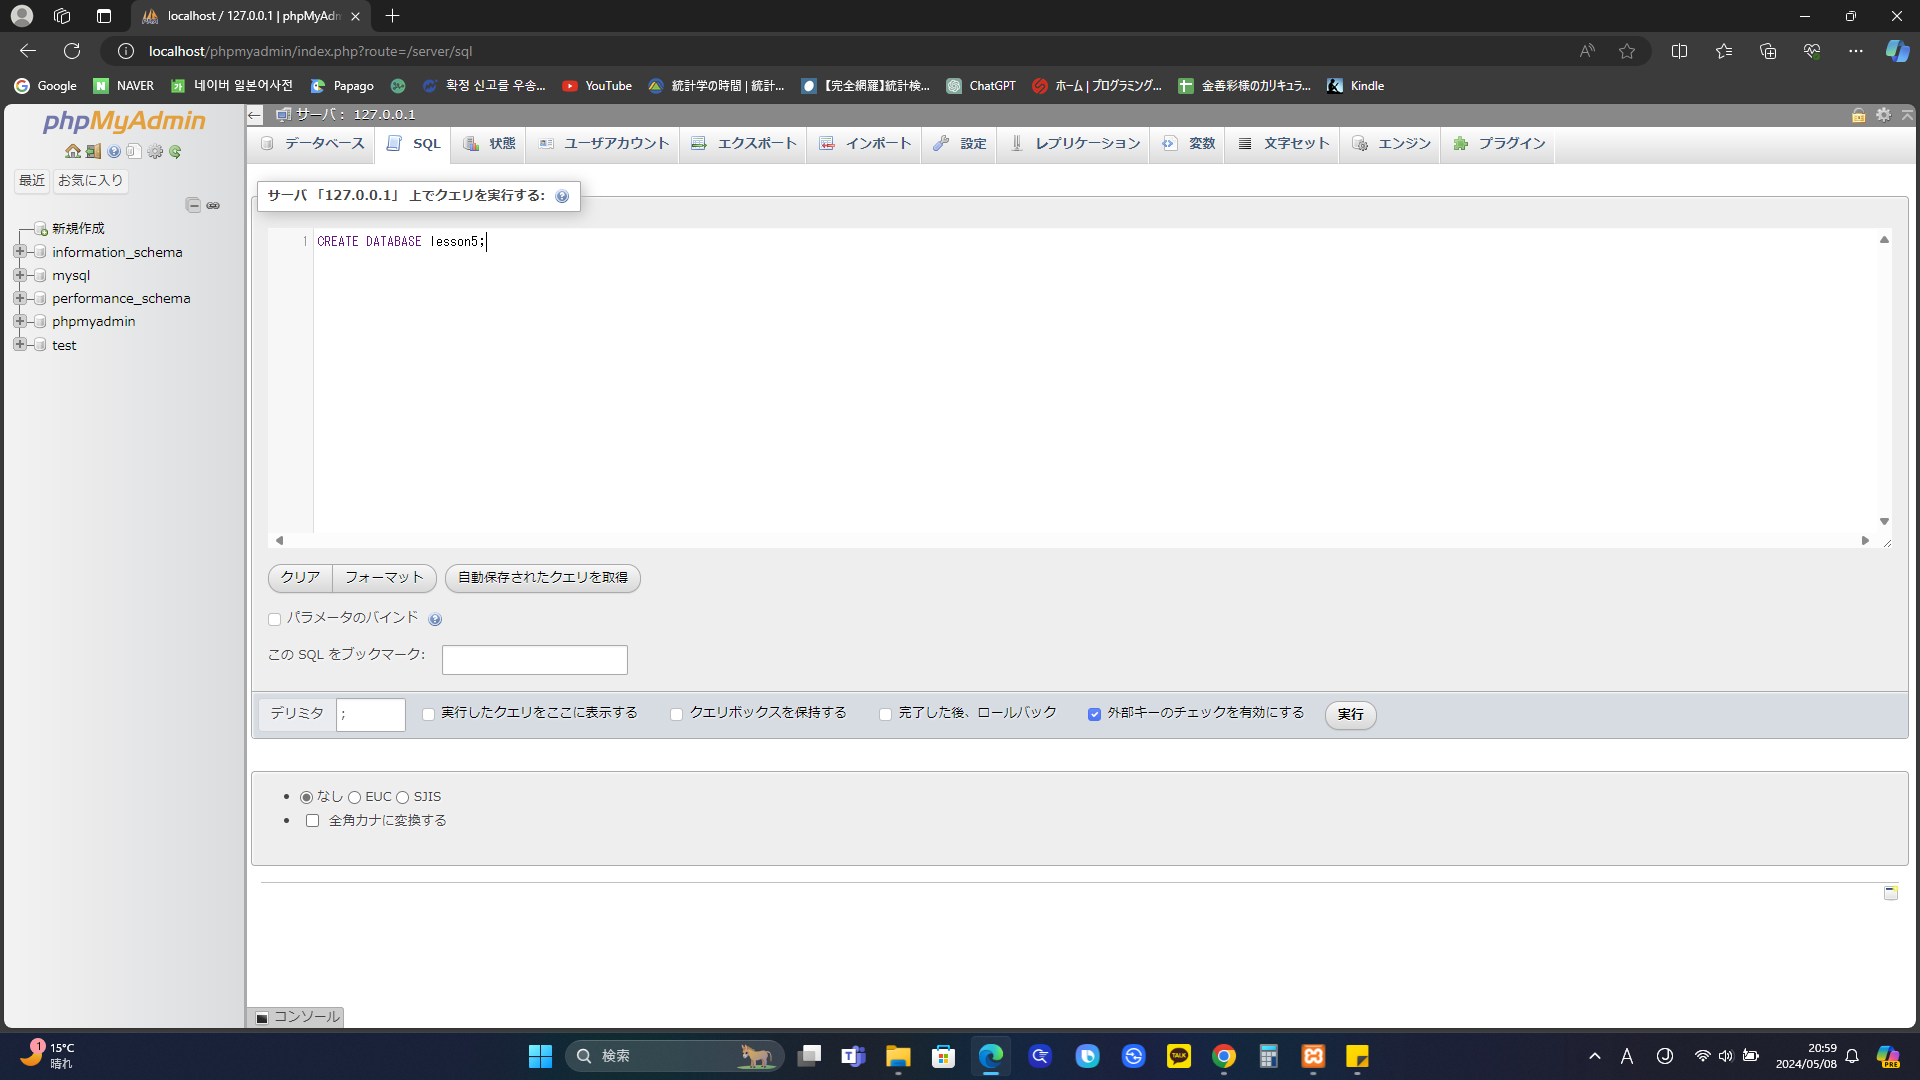 localhost / 127.0.0.1 | phpMyAdm
localhost/phpmyadmin/index.php?route=/server/sql
Google
NAVER
네이버 일본어사전
Papago
확정 신고를 우송...
YouTube
統計学の時間 | 統計...
【完全網羅】統計検...
ChatGPT
ホーム | プログラミング...
金善彩様のカリキュラ...
Kindle
phpMyAdmin
最近
お気に入り
新規作成
information_schema
mysql
performance_schema
phpmyadmin
test
サーバ： 127.0.0.1
データベース
SQL
状態
ユーザアカウント
エクスポート
インポート
設定
レプリケーション
変数
文字セット
エンジン
プラグイン
サーバ 「127.0.0.1」 上でクエリを実行する:
1 CREATE DATABASE lesson5;
クリア
フォーマット
自動保存されたクエリを取得
パラメータのバインド
この SQL をブックマーク:
デリミタ
;
実行したクエリをここに表示する
クエリボックスを保持する
完了した後、ロールバック
外部キーのチェックを有効にする
実行
なし
EUC
SJIS
全角カナに変換する
コンソール
1
15°C
晴れ
検索
TALK
A
20:59
2024/05/08
PRE